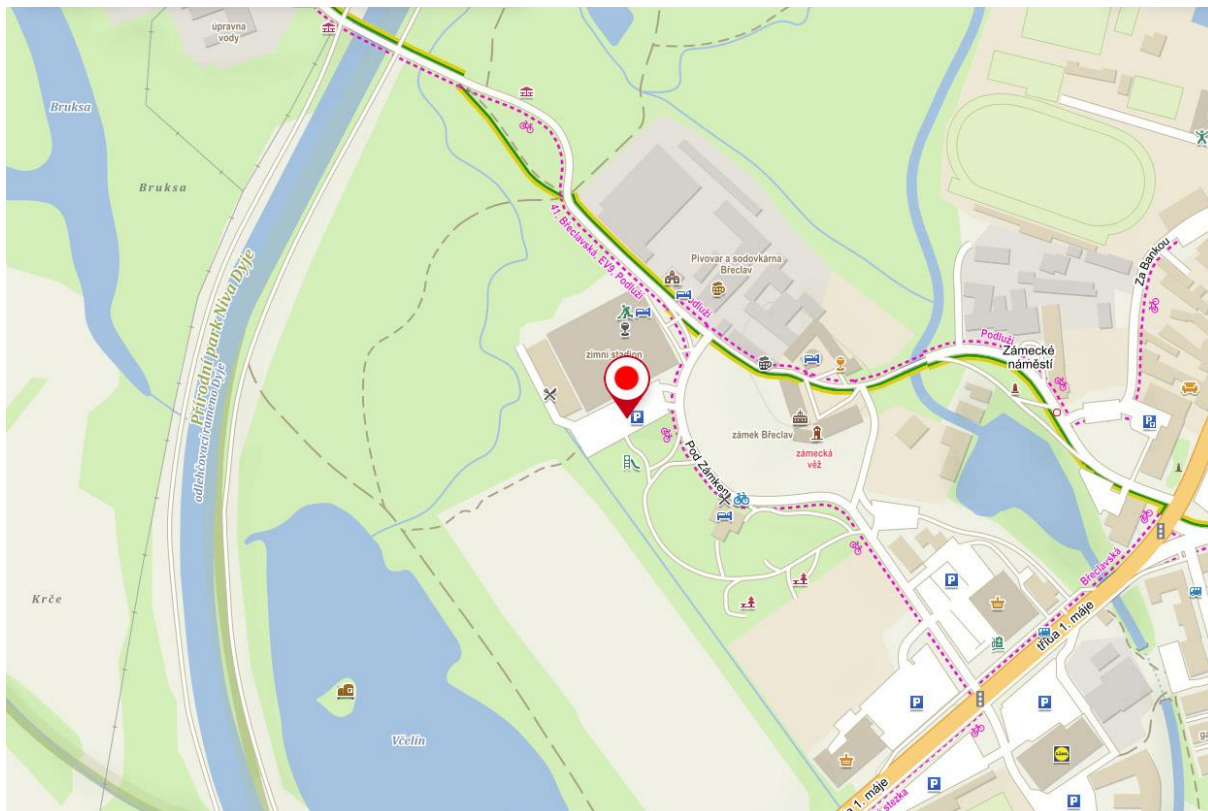 úpravna
vody
Bruksa
Bruksa
Přírodní park Niva Dyje
odlehčovací rameno Dyje
41, Břeclavská, EV9, Podluží
Podluží
Pivovar a sodovkárna
Břeclav
zimní stadion
Za Bankou
Podluží
Zámecké
náměstí
zámek Břeclav
zámecká
věž
Pod Zámkem
Břeclavská
třída 1. máje
Krče
Včelín
třída 1. máje
stezka
P
P
P
P
P
P
P